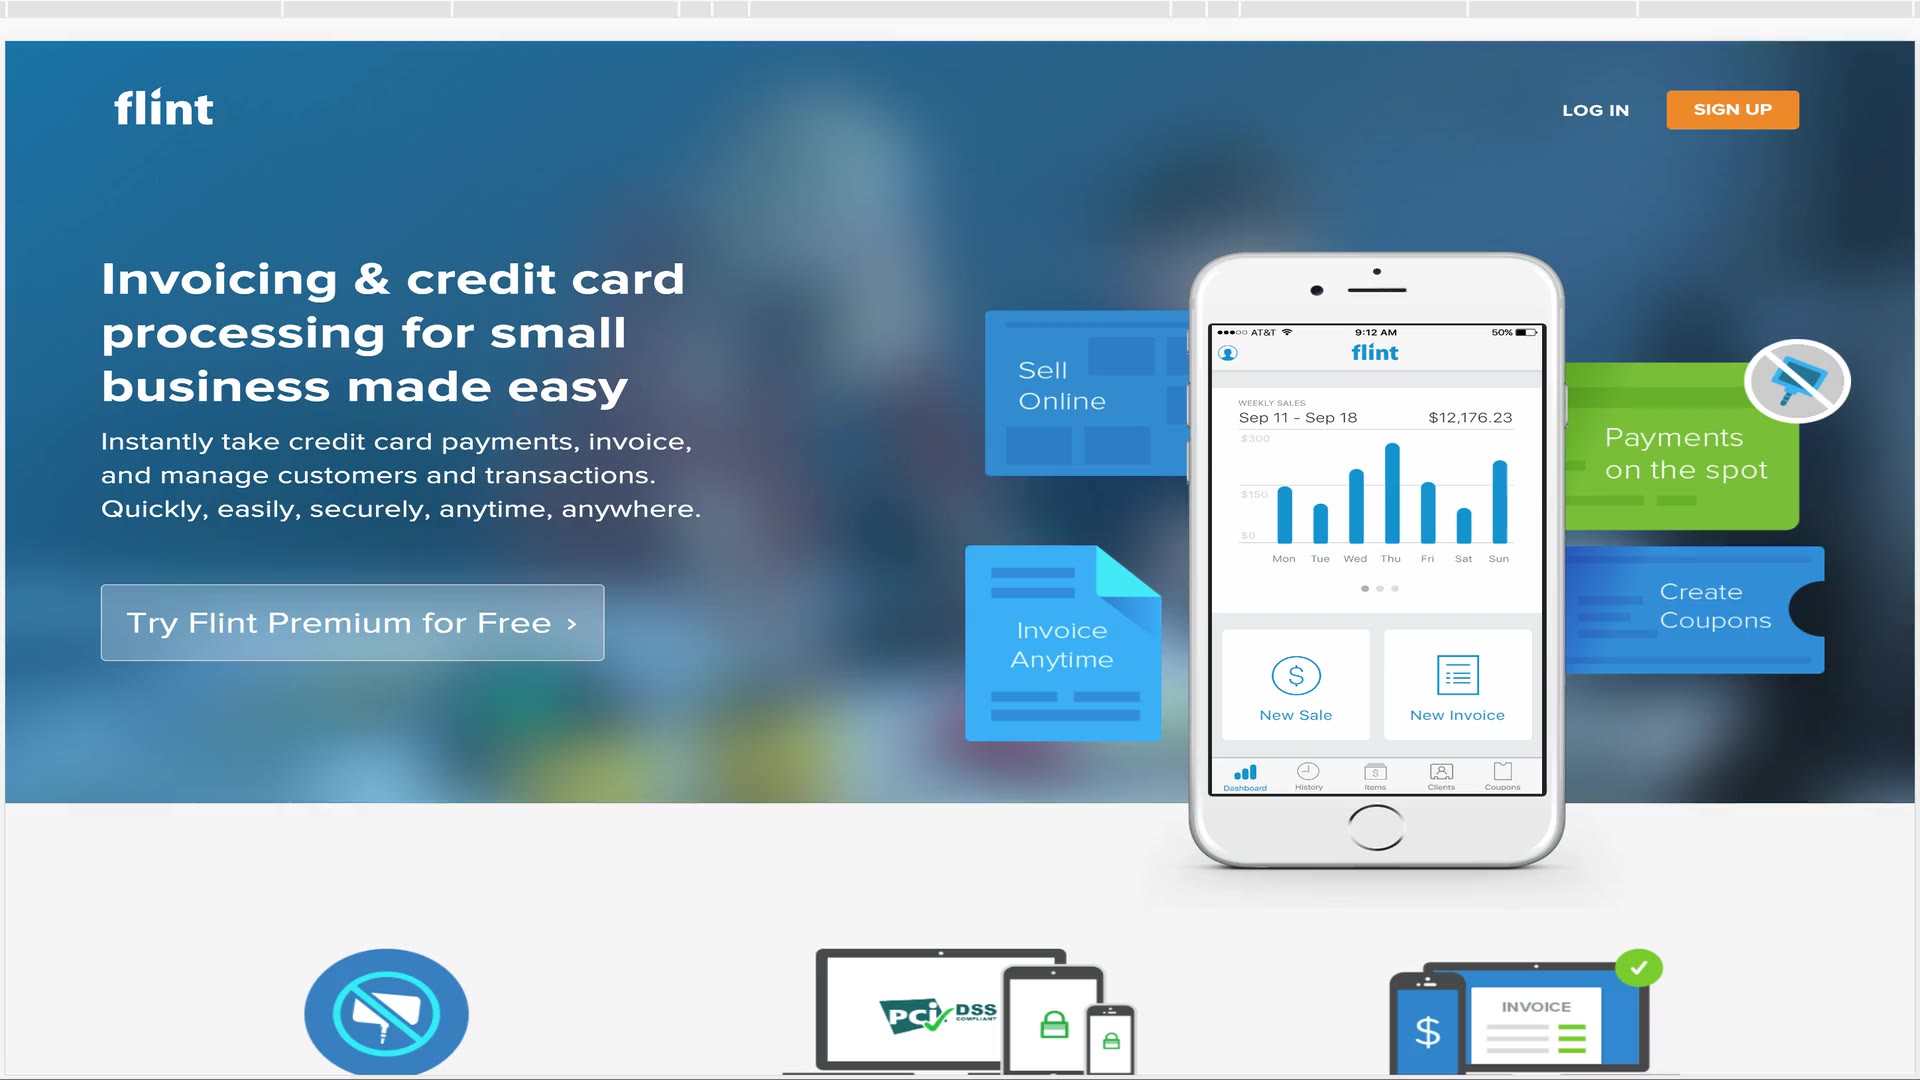 flint
LOG IN
SIGN UP
Invoicing & credit card
processing for small
business made easy
Instantly take credit card payments, invoice,
and manage customers and transactions.
Quickly, easily, securely, anytime, anywhere.
Try Flint Premium for Free >
Sell
Online
Invoice
Anytime
●●●○○ AT&T
9:12 AM
50%
flint
WEEKLY SALES
Sep 11 - Sep 18
$12,176.23
$300
$150
$0
Mon Tue Wed Thu Fri Sat Sun
$
New Sale
New Invoice
Dashboard
History
$
Items
Clients
Coupons
Payments
on the spot
Create
Coupons
PCi DSS
COMPLIANT
$
INVOICE